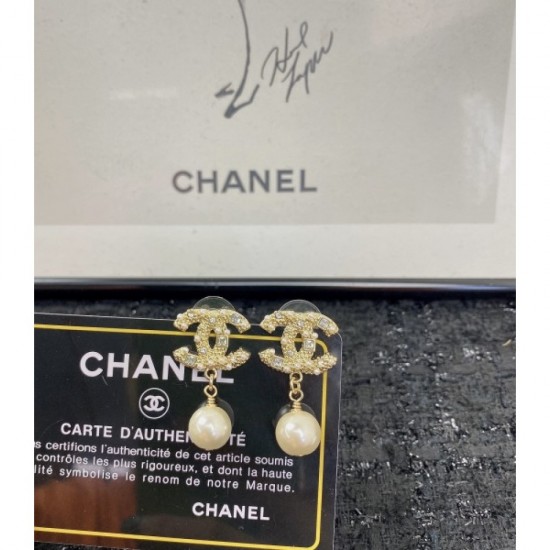 CHANEL
CHANEL
CARTE D'AUTHENTICITÉ
certifions l'authenticité de cet article soumis
contrôles les plus rigoureux, et dont la haute
symbolise le renom de notre Marque.
CHANEL